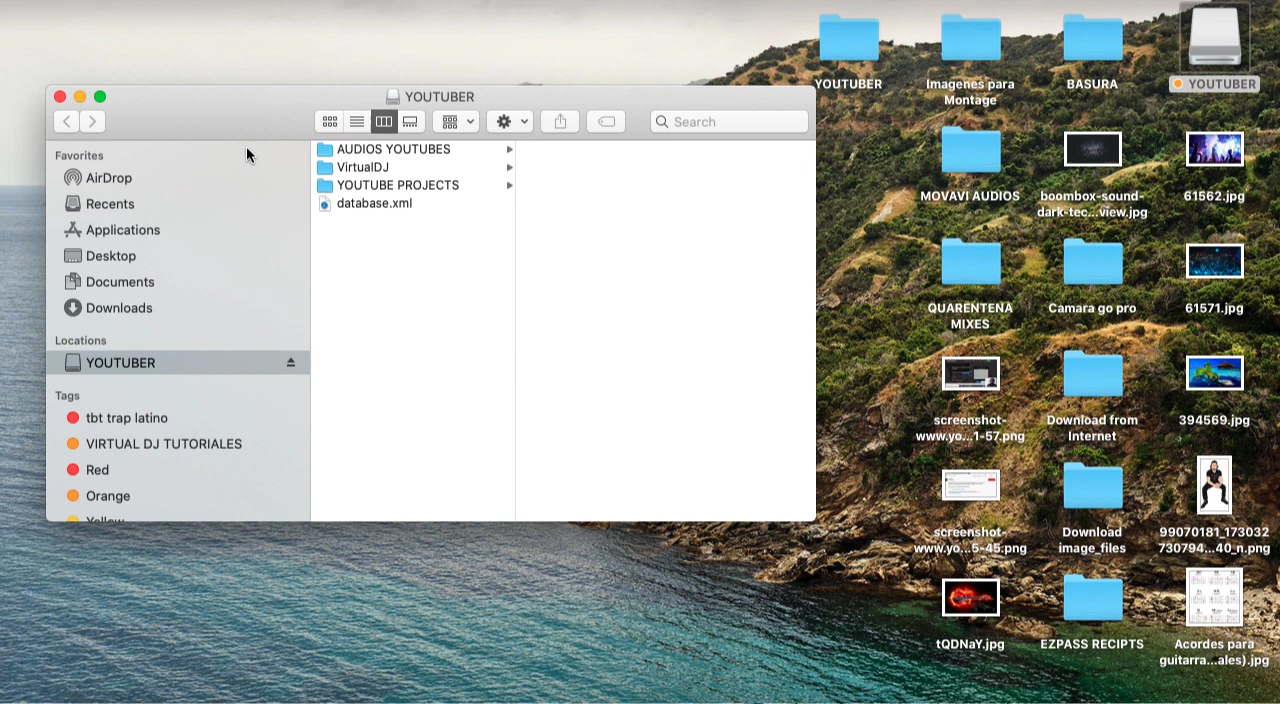 YOUTUBER
Search
Favorites
AirDrop
Recents
Applications
Desktop
Documents
Downloads
Locations
YOUTUBER
Tags
tbt trap latino
VIRTUAL DJ TUTORIALES
Red
Orange
Yellow
AUDIOS YOUTUBES
VirtualDJ
YOUTUBE PROJECTS
database.xml
YOUTUBER
Imagenes para
Montage
BASURA
YOUTUBER
MOVAVI AUDIOS
boombox-sound-
dark-tec...view.jpg
61562.jpg
QUARENTENA
MIXES
Camara go pro
61571.jpg
screenshot-
www.yo...1-57.png
Download from
Internet
394569.jpg
screenshot-
www.yo...5-45.png
Download
image_files
99070181_173032
730794...40_n.png
tQDNaY.jpg
EZPASS RECIPTS
Acordes para
guitarra...ales).jpg